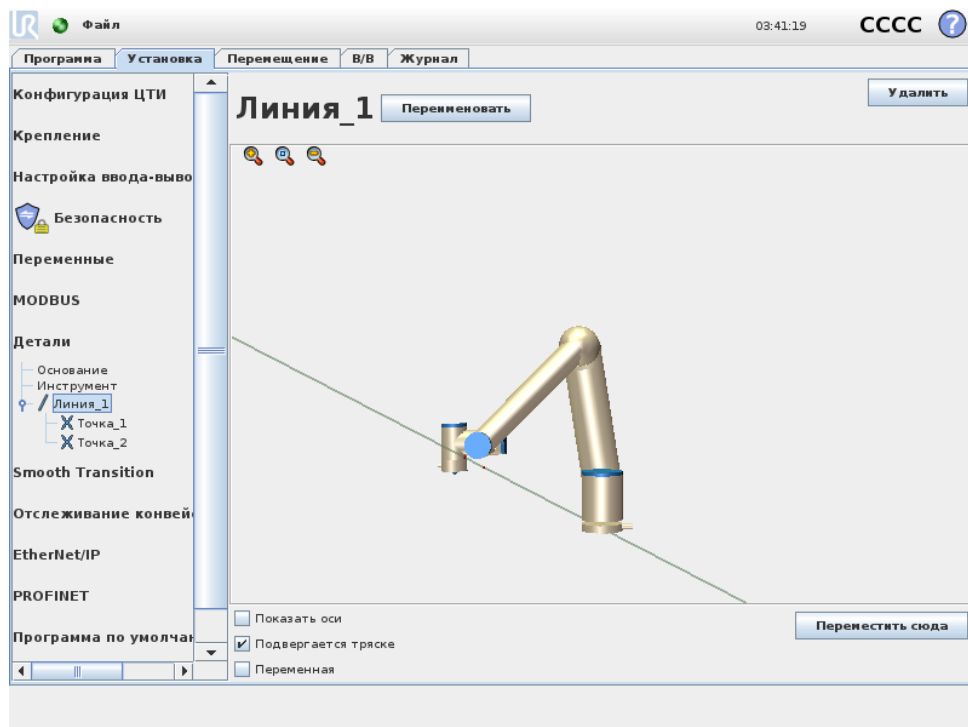 UR Файл 03:41:19 CCCC ?
Программа Установка Перемещение В/В Журнал
Конфигурация ЦТИ
Крепление
Настройка ввода-выво
Безопасность
Переменные
MODBUS
Детали
Основание
Инструмент
Линия_1
Точка_1
Точка_2
Smooth Transition
Отслеживание конвей
EtherNet/IP
PROFINET
Программа по умолчан
Линия_1 Переименовать Удалить
Показать оси
Подвергается тряске
Переменная
Переместить сюда